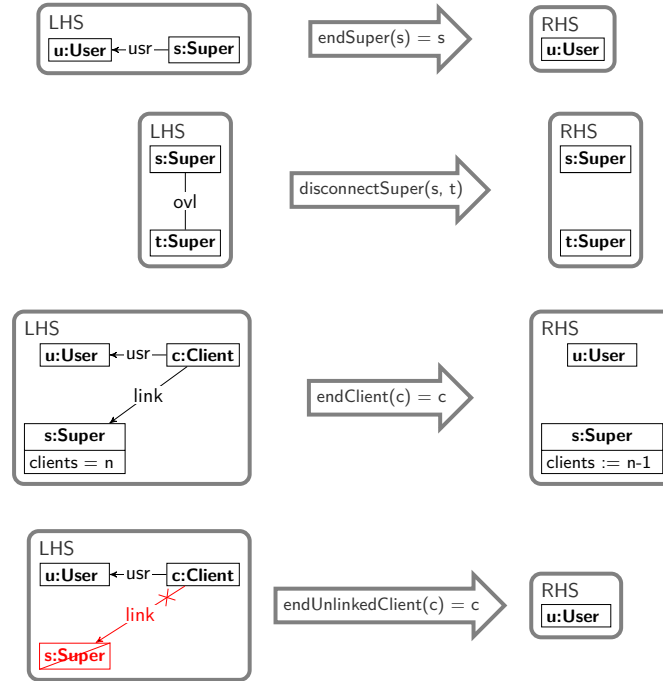 LHS
u:User usr s:Super
endSuper(s) = s
RHS
u:User
LHS
s:Super
ovl
t:Super
disconnectSuper(s, t)
RHS
s:Super
t:Super
LHS
u:User usr c:Client
link
s:Super
clients = n
endClient(c) = c
RHS
u:User
s:Super
clients := n-1
LHS
u:User usr c:Client
link
s:Super
endUnlinkedClient(c) = c
RHS
u:User